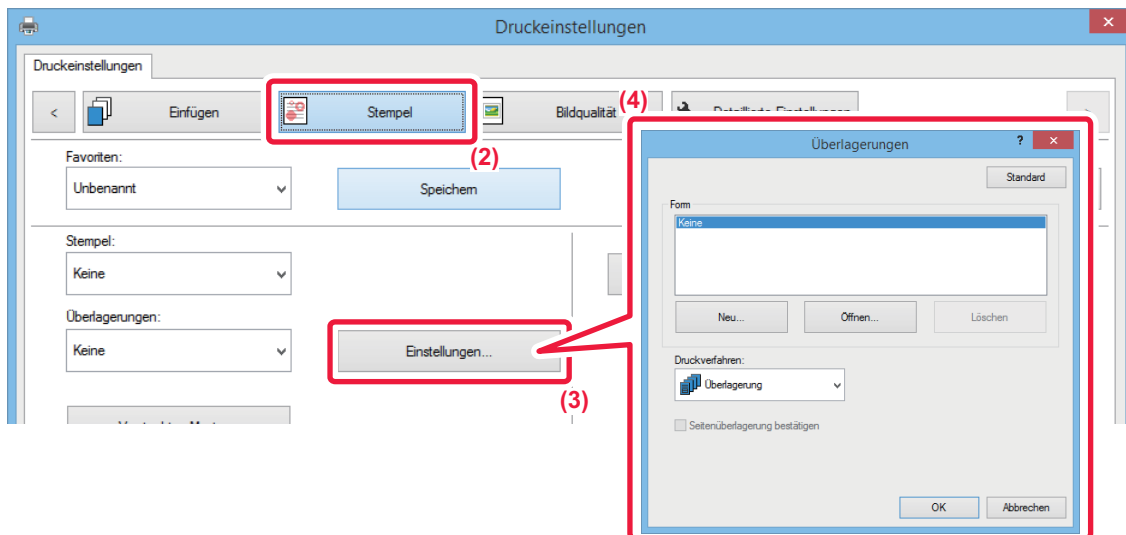 Druckeinstellungen
Druckeinstellungen
<
Einfügen
Stempel
Bildqualität
(4)
(2)
Favoriten:
Unbenannt
Speichern
Stempel:
Keine
Überlagerungen:
Keine
Einstellungen...
(3)
Überlagerungen
?
Standard
Form
Keine
Neu...
Öffnen...
Löschen
Druckverfahren:
Überlagerung
Seitenüberlagerung bestätigen
OK
Abbrechen